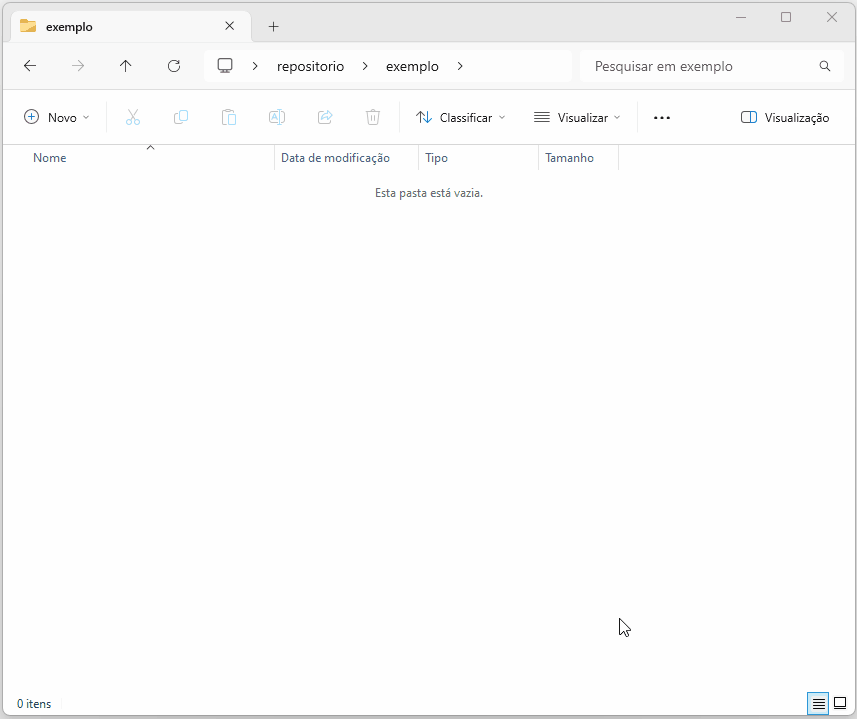 exemplo
repositorio > exemplo >
Pesquisar em exemplo
Novo
Classificar
Visualizar
Visualização
Nome
Data de modificação
Tipo
Tamanho
Esta pasta está vazia.
0 itens